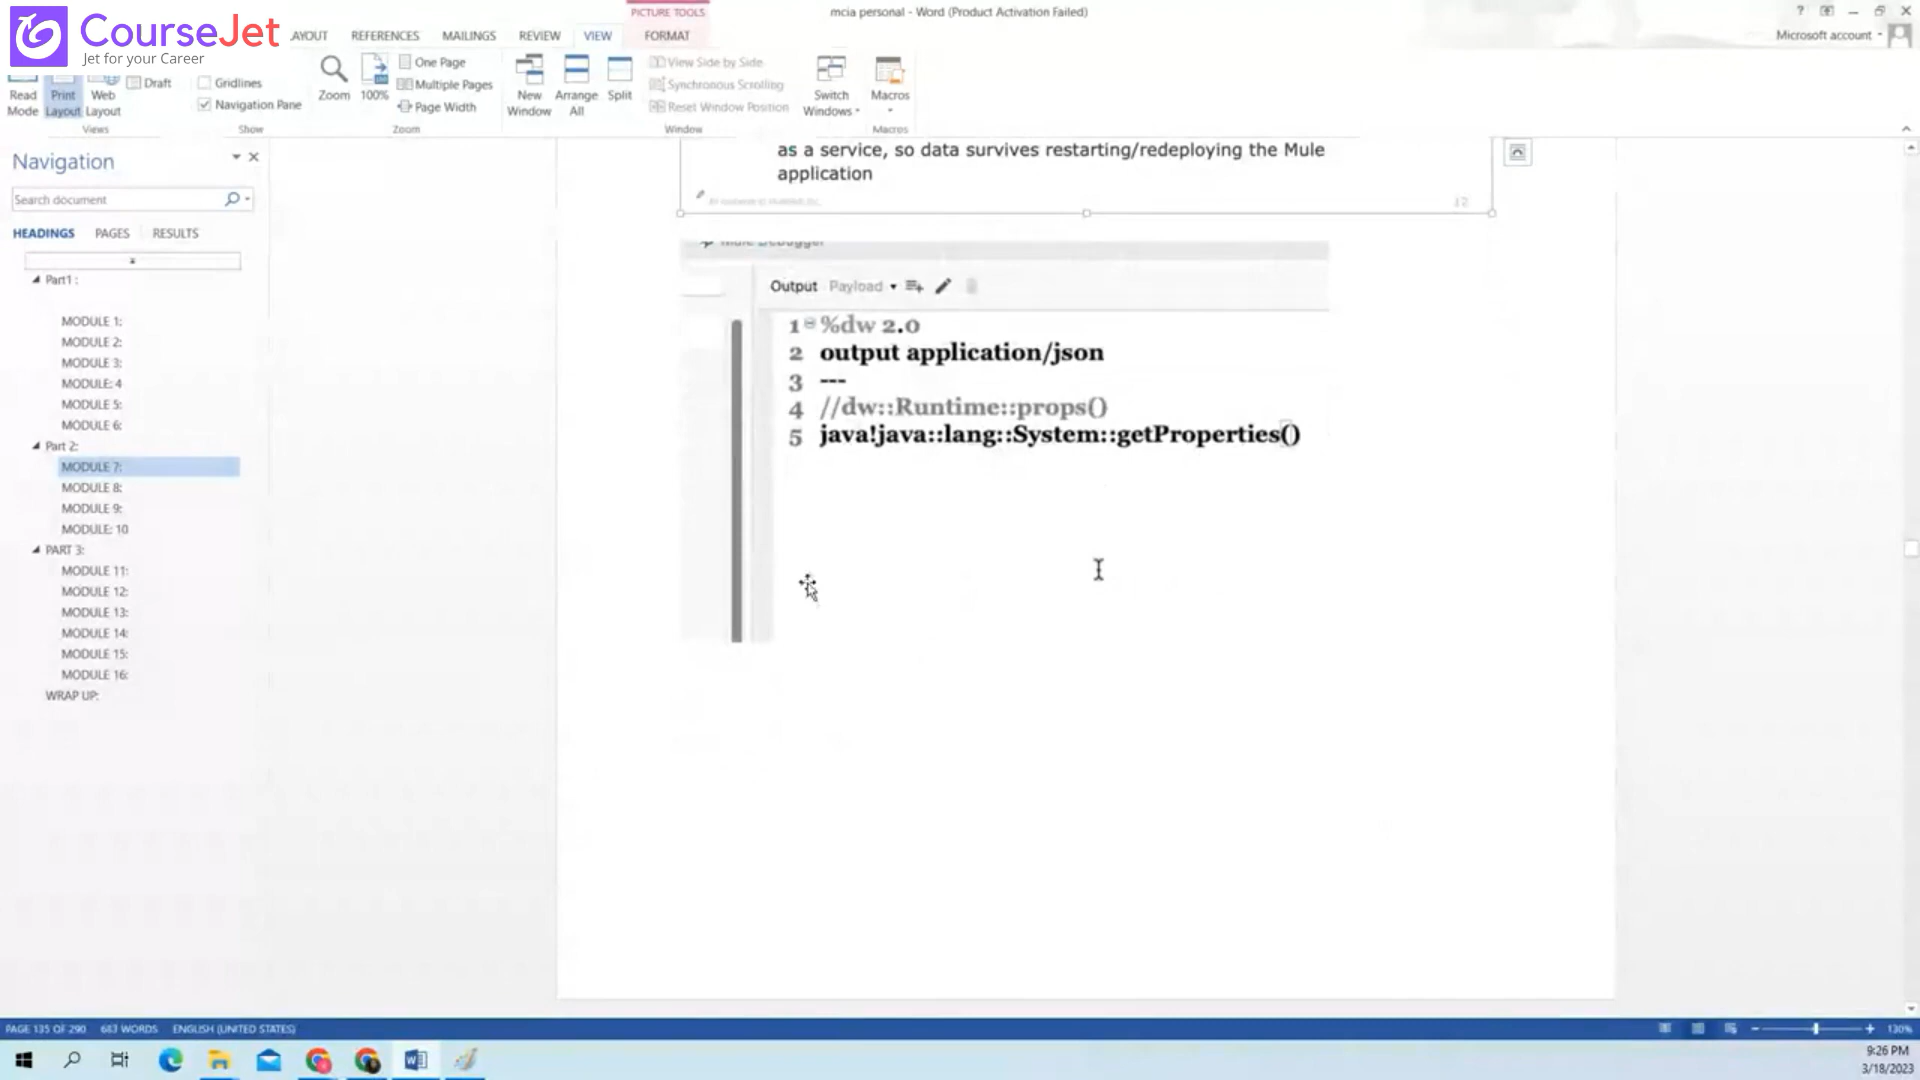 CourseJet
Jet for your Career
PICTURE TOOLS
mcia personal - Word (Product Activation Failed)
AYOUT REFERENCES MAILINGS REVIEW VIEW FORMAT
Microsoft account
Read Mode
Print Layout
Web Layout
Draft
Views
Gridlines
Navigation Pane
Show
Zoom
100%
One Page
Multiple Pages
Page Width
Zoom
New Window
Arrange All
Split
View Side by Side
Synchronous Scrolling
Reset Window Position
Window
Switch Windows
Macros
Macros
Navigation
Search document
HEADINGS PAGES RESULTS
Part1 :
MODULE 1:
MODULE 2:
MODULE 3:
MODULE: 4
MODULE 5:
MODULE 6:
Part 2:
MODULE 7:
MODULE 8:
MODULE 9:
MODULE: 10
PART 3:
MODULE 11:
MODULE 12:
MODULE 13:
MODULE 14:
MODULE 15:
MODULE 16:
WRAP UP:
as a service, so data survives restarting/redeploying the Mule
application
12
Mule Debugger
Output Payload
1 %dw 2.0
2 output application/json
3 ---
4 //dw::Runtime::props()
5 java!java::lang::System::getProperties()
PAGE 135 OF 290 683 WORDS ENGLISH (UNITED STATES)
130%
9:26 PM
3/18/2023